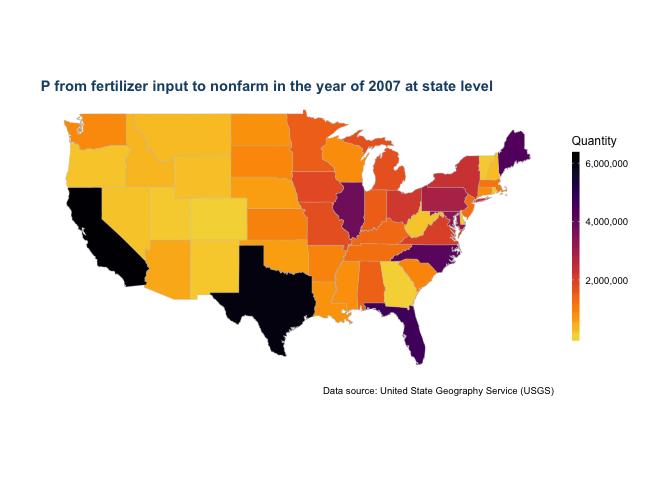 P from fertilizer input to nonfarm in the year of 2007 at state level
Quantity
6,000,000
4,000,000
2,000,000
Data source: United State Geography Service (USGS)